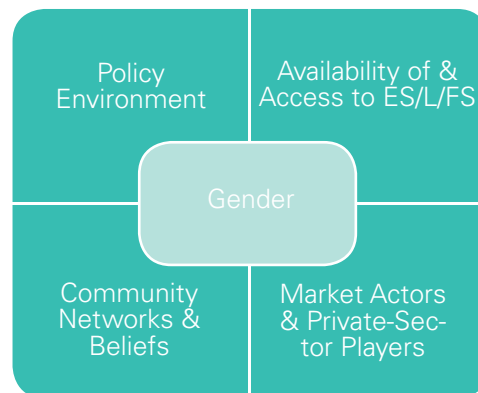 Policy
Environment
Availability of &
Access to ES/L/FS
Gender
Community
Networks &
Beliefs
Market Actors
& Private-Sec-
tor Players